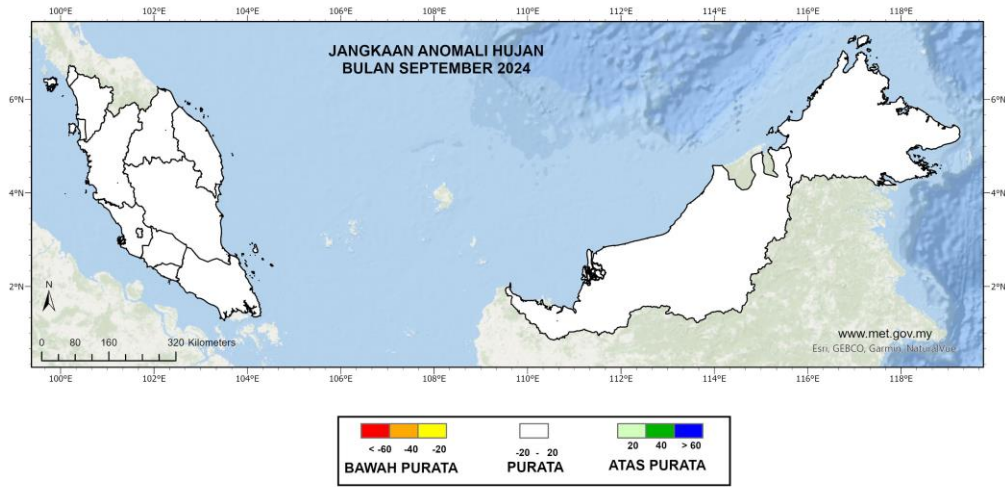 JANGKAAN ANOMALI HUJAN
BULAN SEPTEMBER 2024
6°N
4°N
2°N
6°N
4°N
2°N
N
0 80 160 320 Kilometers
www.met.gov.my
Esri, GEBCO, Garmin, NaturalVue
100°E 102°E 104°E 106°E 108°E 110°E 112°E 114°E 116°E 118°E
100°E 102°E 104°E 106°E 108°E 110°E 112°E 114°E 116°E 118°E
< -60 -40 -20
BAWAH PURATA
-20 - 20
PURATA
20 40 > 60
ATAS PURATA